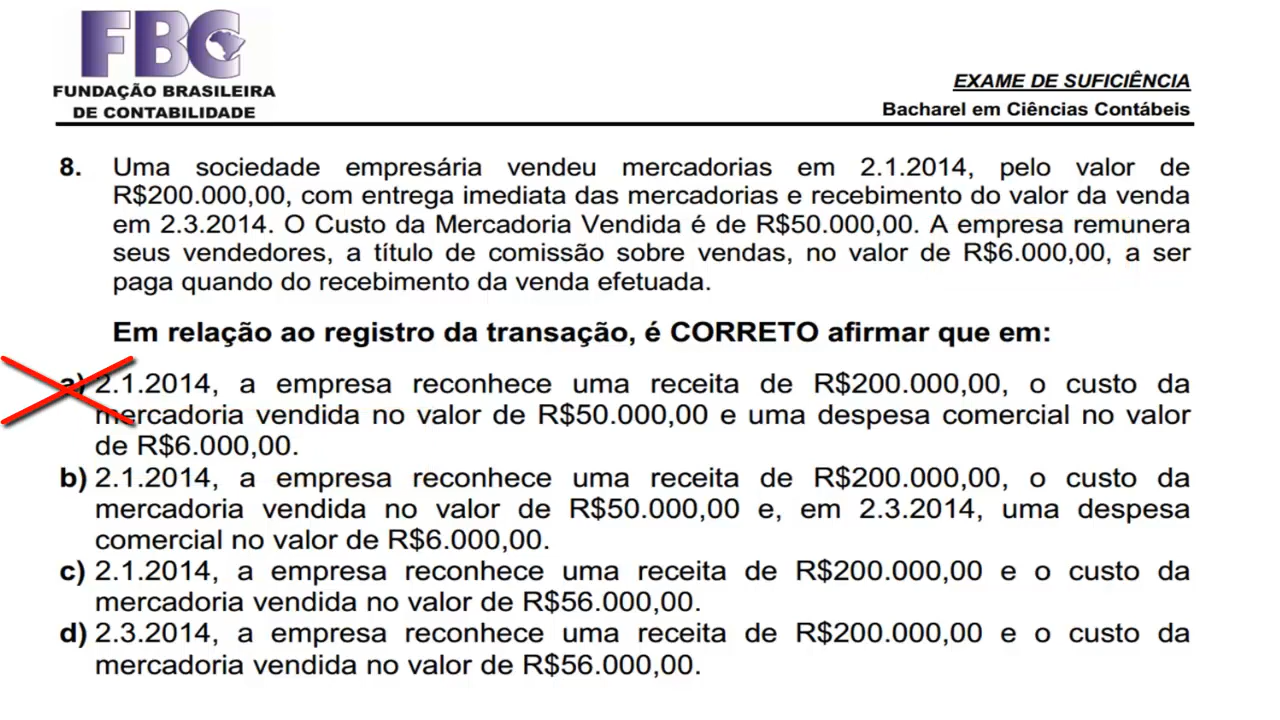 FBC
FUNDAÇÃO BRASILEIRA
DE CONTABILIDADE
EXAME DE SUFICIÊNCIA
Bacharel em Ciências Contábeis
8. Uma sociedade empresária vendeu mercadorias em 2.1.2014, pelo valor de
R$200.000,00, com entrega imediata das mercadorias e recebimento do valor da venda
em 2.3.2014. O Custo da Mercadoria Vendida é de R$50.000,00. A empresa remunera
seus vendedores, a título de comissão sobre vendas, no valor de R$6.000,00, a ser
paga quando do recebimento da venda efetuada.
Em relação ao registro da transação, é CORRETO afirmar que em:
a) 2.1.2014, a empresa reconhece uma receita de R$200.000,00, o custo da
mercadoria vendida no valor de R$50.000,00 e uma despesa comercial no valor
de R$6.000,00.
b) 2.1.2014, a empresa reconhece uma receita de R$200.000,00, o custo da
mercadoria vendida no valor de R$50.000,00 e, em 2.3.2014, uma despesa
comercial no valor de R$6.000,00.
c) 2.1.2014, a empresa reconhece uma receita de R$200.000,00 e o custo da
mercadoria vendida no valor de R$56.000,00.
d) 2.3.2014, a empresa reconhece uma receita de R$200.000,00 e o custo da
mercadoria vendida no valor de R$56.000,00.